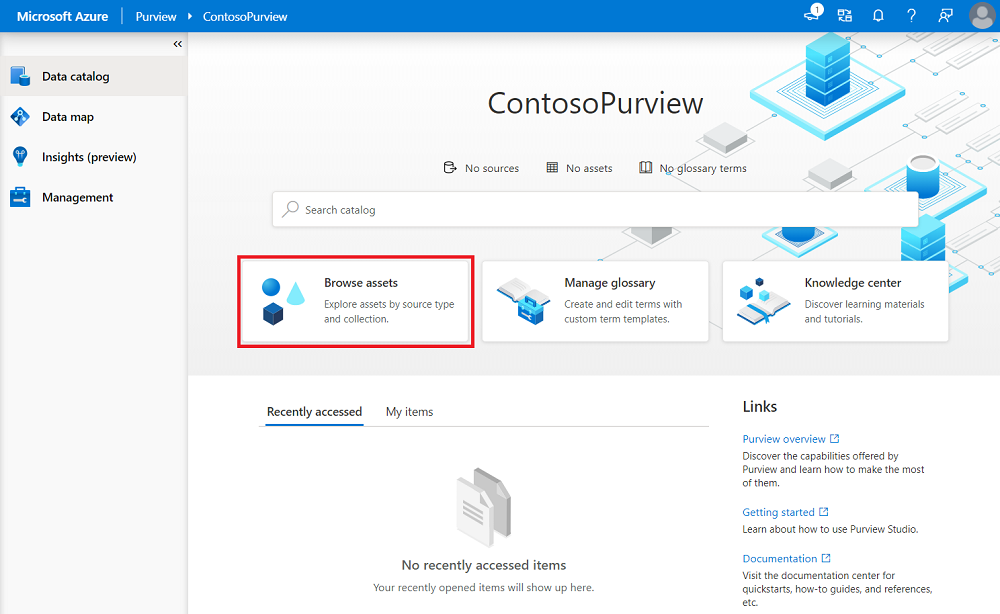 Microsoft Azure Purview ContosoPurview 1 ?
Data catalog
Data map
Insights (preview)
Management
ContosoPurview
No sources No assets No glossary terms
Search catalog
Browse assets
Explore assets by source type
and collection.
Manage glossary
Create and edit terms with
custom term templates.
Knowledge center
Discover learning materials
and tutorials.
Recently accessed My items
No recently accessed items
Your recently opened items will show up here.
Links
Purview overview
Discover the capabilities offered by
Purview and learn how to make the most
of them.
Getting started
Learn about how to use Purview Studio.
Documentation
Visit the documentation center for
quickstarts, how-to guides, and references,
etc.